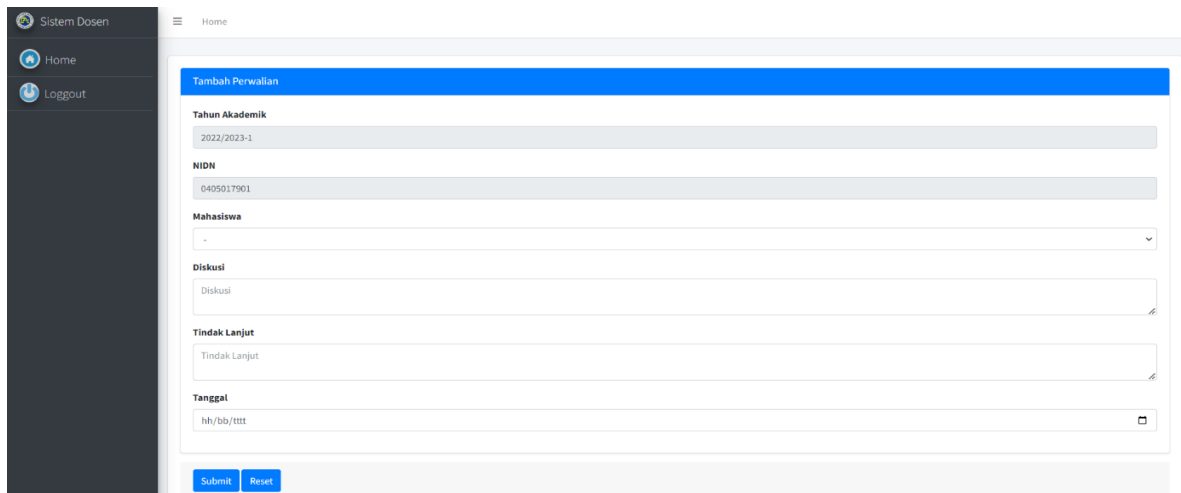 Sistem Dosen
Home
Home
Loggout
Tambah Perwalian
Tahun Akademik
2022/2023-1
NIDN
0405017901
Mahasiswa
-
Diskusi
Diskusi
Tindak Lanjut
Tindak Lanjut
Tanggal
hh/bb/tttt
Submit Reset